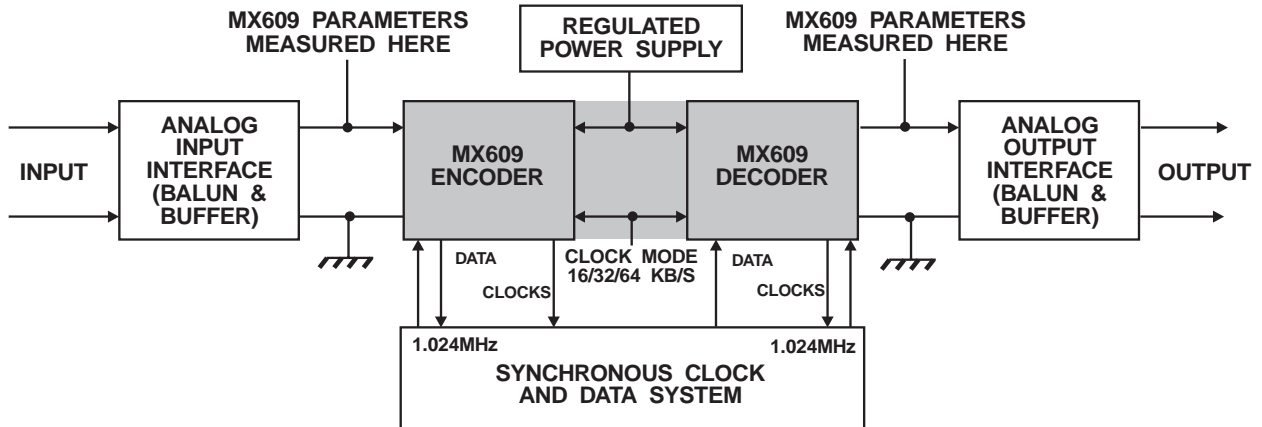 MX609 PARAMETERS
MEASURED HERE
REGULATED
POWER SUPPLY
MX609 PARAMETERS
MEASURED HERE
INPUT
ANALOG
INPUT
INTERFACE
(BALUN &
BUFFER)
MX609
ENCODER
MX609
DECODER
ANALOG
OUTPUT
INTERFACE
(BALUN &
BUFFER)
OUTPUT
DATA
CLOCKS
CLOCK MODE
16/32/64 KB/S
DATA
CLOCKS
1.024MHz
1.024MHz
SYNCHRONOUS CLOCK
AND DATA SYSTEM